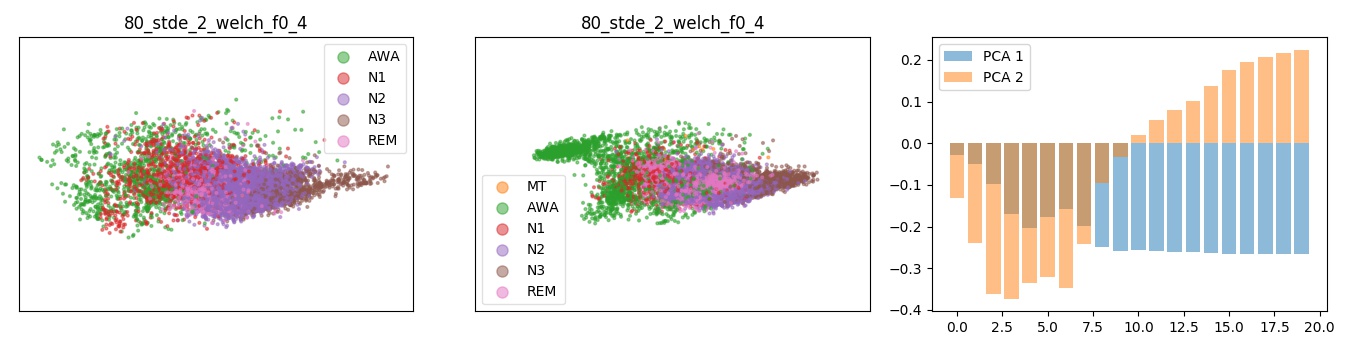 80_stde_2_welch_f0_4
AWA
N1
N2
N3
REM
80_stde_2_welch_f0_4
MT
AWA
N1
N2
N3
REM
PCA 1
PCA 2
0.2
0.1
0.0
−0.1
−0.2
−0.3
−0.4
0.0 2.5 5.0 7.5 10.0 12.5 15.0 17.5 20.0